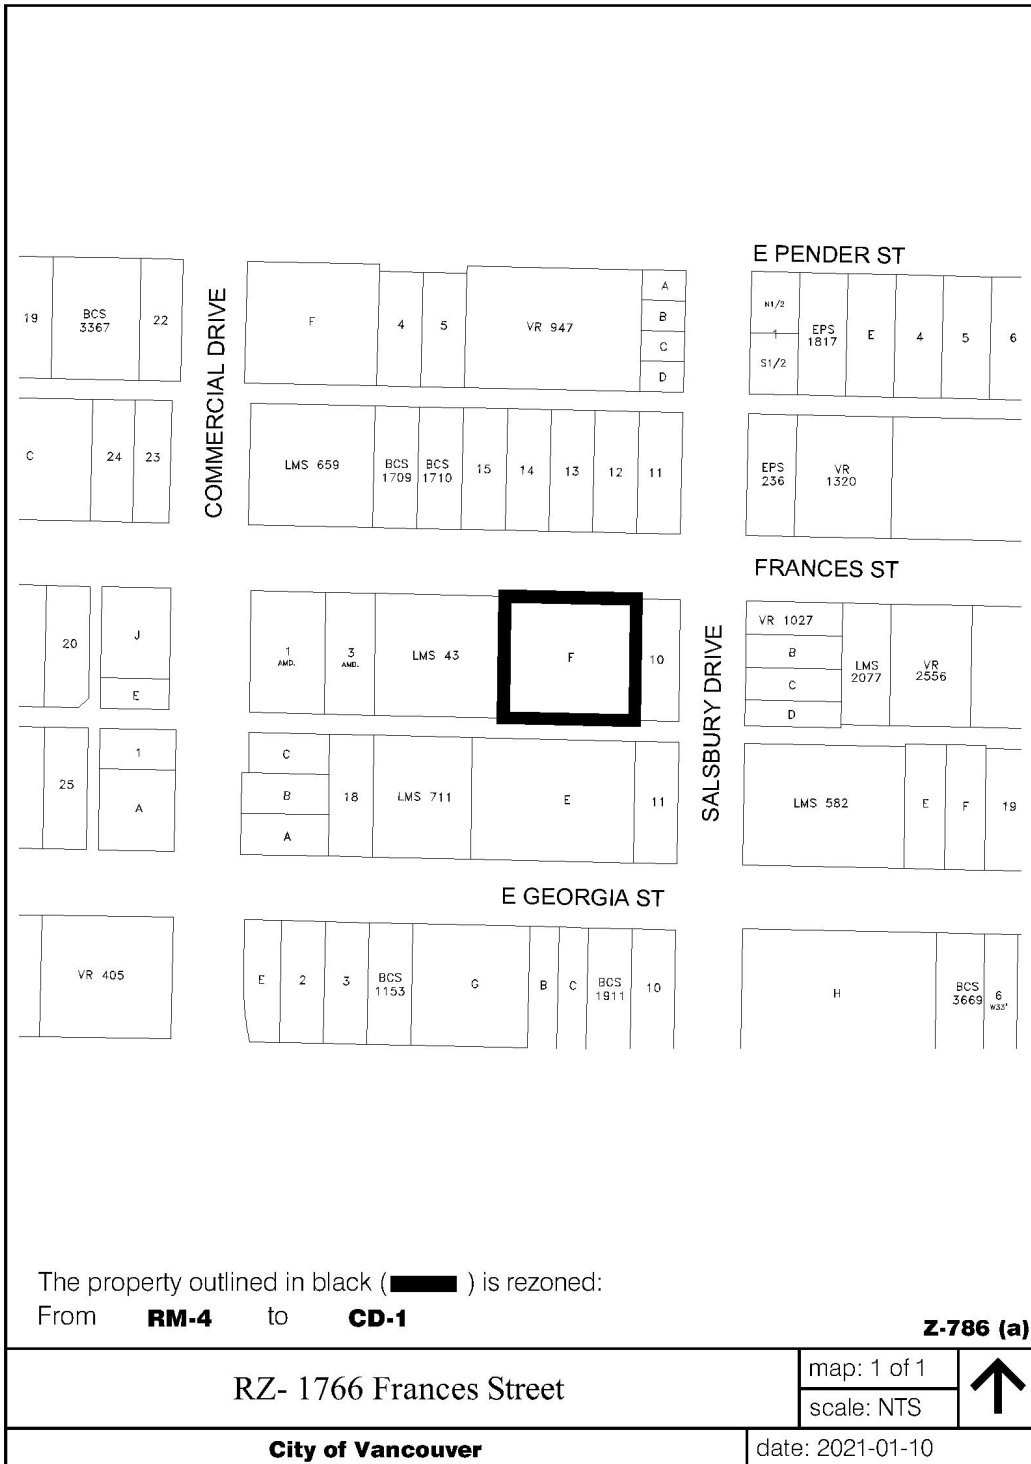 E PENDER ST
COMMERCIAL DRIVE
19
BCS
3367
22
F
4
5
VR 947
A
B
C
D
N1/2
1
S1/2
EPS
1817
E
4
5
6
C
24
23
LMS 659
BCS
1709
BCS
1710
15
14
13
12
11
EPS
236
VR
1320
FRANCES ST
SALSBURY DRIVE
20
J
E
1
AMD.
3
AMD.
LMS 43
F
10
VR 1027
B
C
D
LMS
2077
VR
2556
25
1
A
C
B
A
18
LMS 711
E
11
LMS 582
E
F
19
E GEORGIA ST
VR 405
E
2
3
BCS
1153
G
B
C
BCS
1911
10
H
BCS
3669
6
W33'
The property outlined in black ( ) is rezoned:
From RM-4 to CD-1
Z-786 (a)
RZ- 1766 Frances Street
map: 1 of 1
scale: NTS
City of Vancouver
date: 2021-01-10